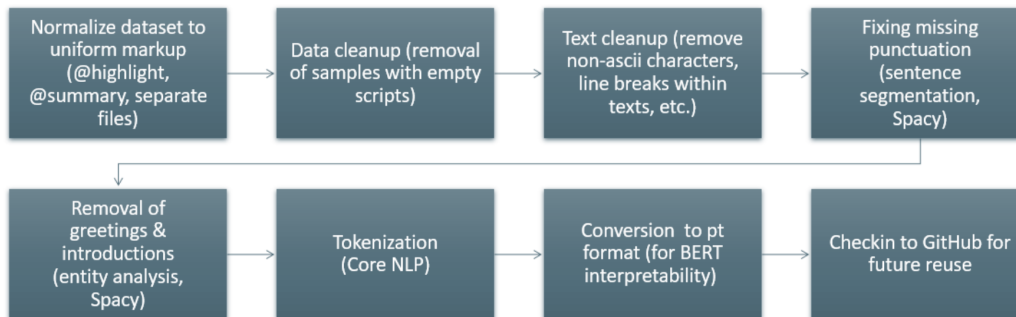 Normalize dataset to
uniform markup
(@highlight,
@summary, separate
files)
Data cleanup (removal
of samples with empty
scripts)
Text cleanup (remove
non-ascii characters,
line breaks within
texts, etc.)
Fixing missing
punctuation
(sentence
segmentation,
Spacy)
Removal of
greetings &
introductions
(entity analysis,
Spacy)
Tokenization
(Core NLP)
Conversion to pt
format (for BERT
interpretability)
Checkin to GitHub for
future reuse